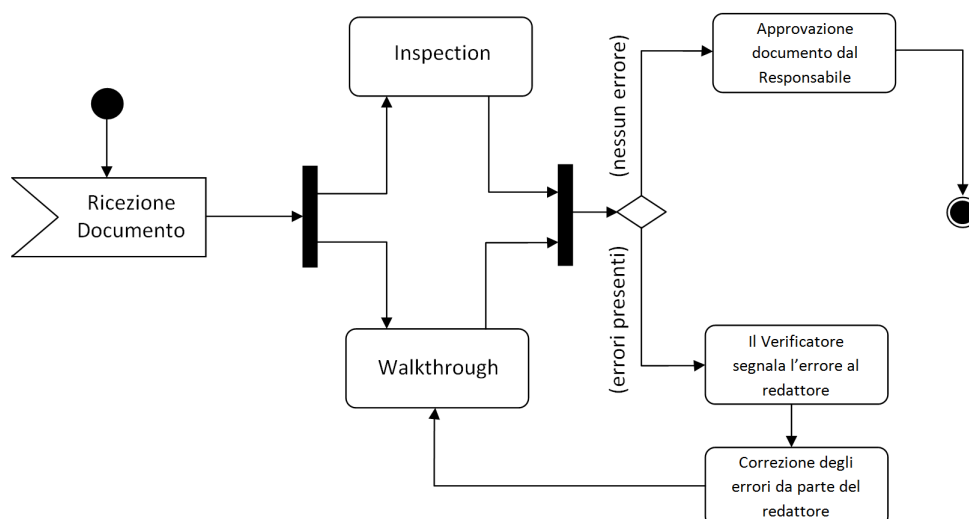 Inspection
Ricezione
Documento
Walkthrough
(nessun errore)
(errori presenti)
Approvazione
documento dal
Responsabile
Il Verificatore
segnala l’errore al
redattore
Correzione degli
errori da parte del
redattore